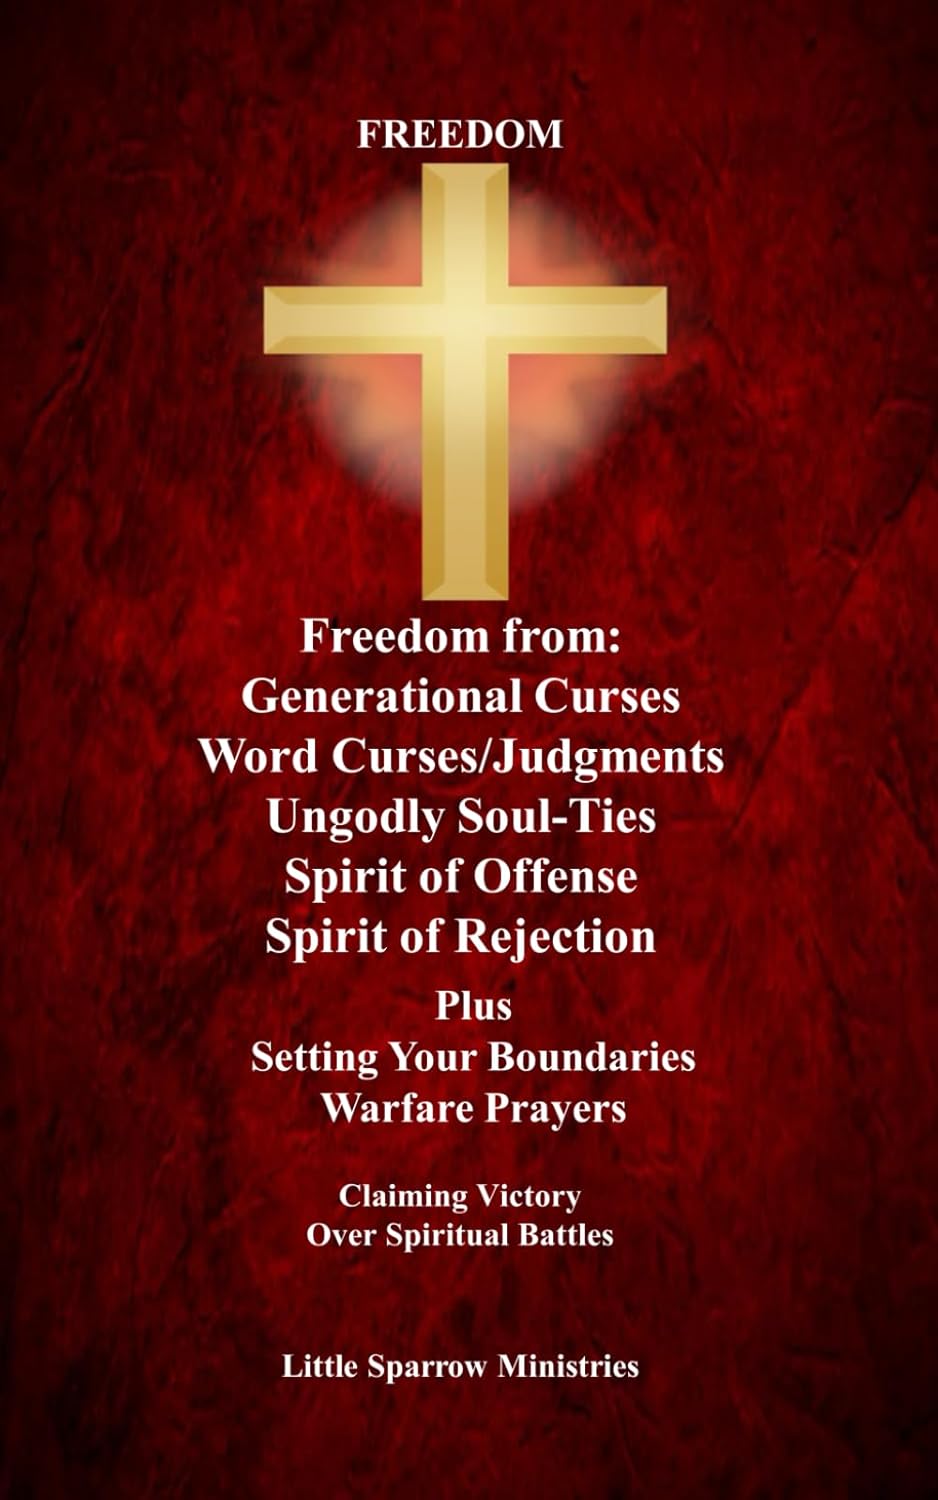 FREEDOM
Freedom from:
Generational Curses
Word Curses/Judgments
Ungodly Soul-Ties
Spirit of Offense
Spirit of Rejection
Plus
Setting Your Boundaries
Warfare Prayers
Claiming Victory
Over Spiritual Battles
Little Sparrow Ministries